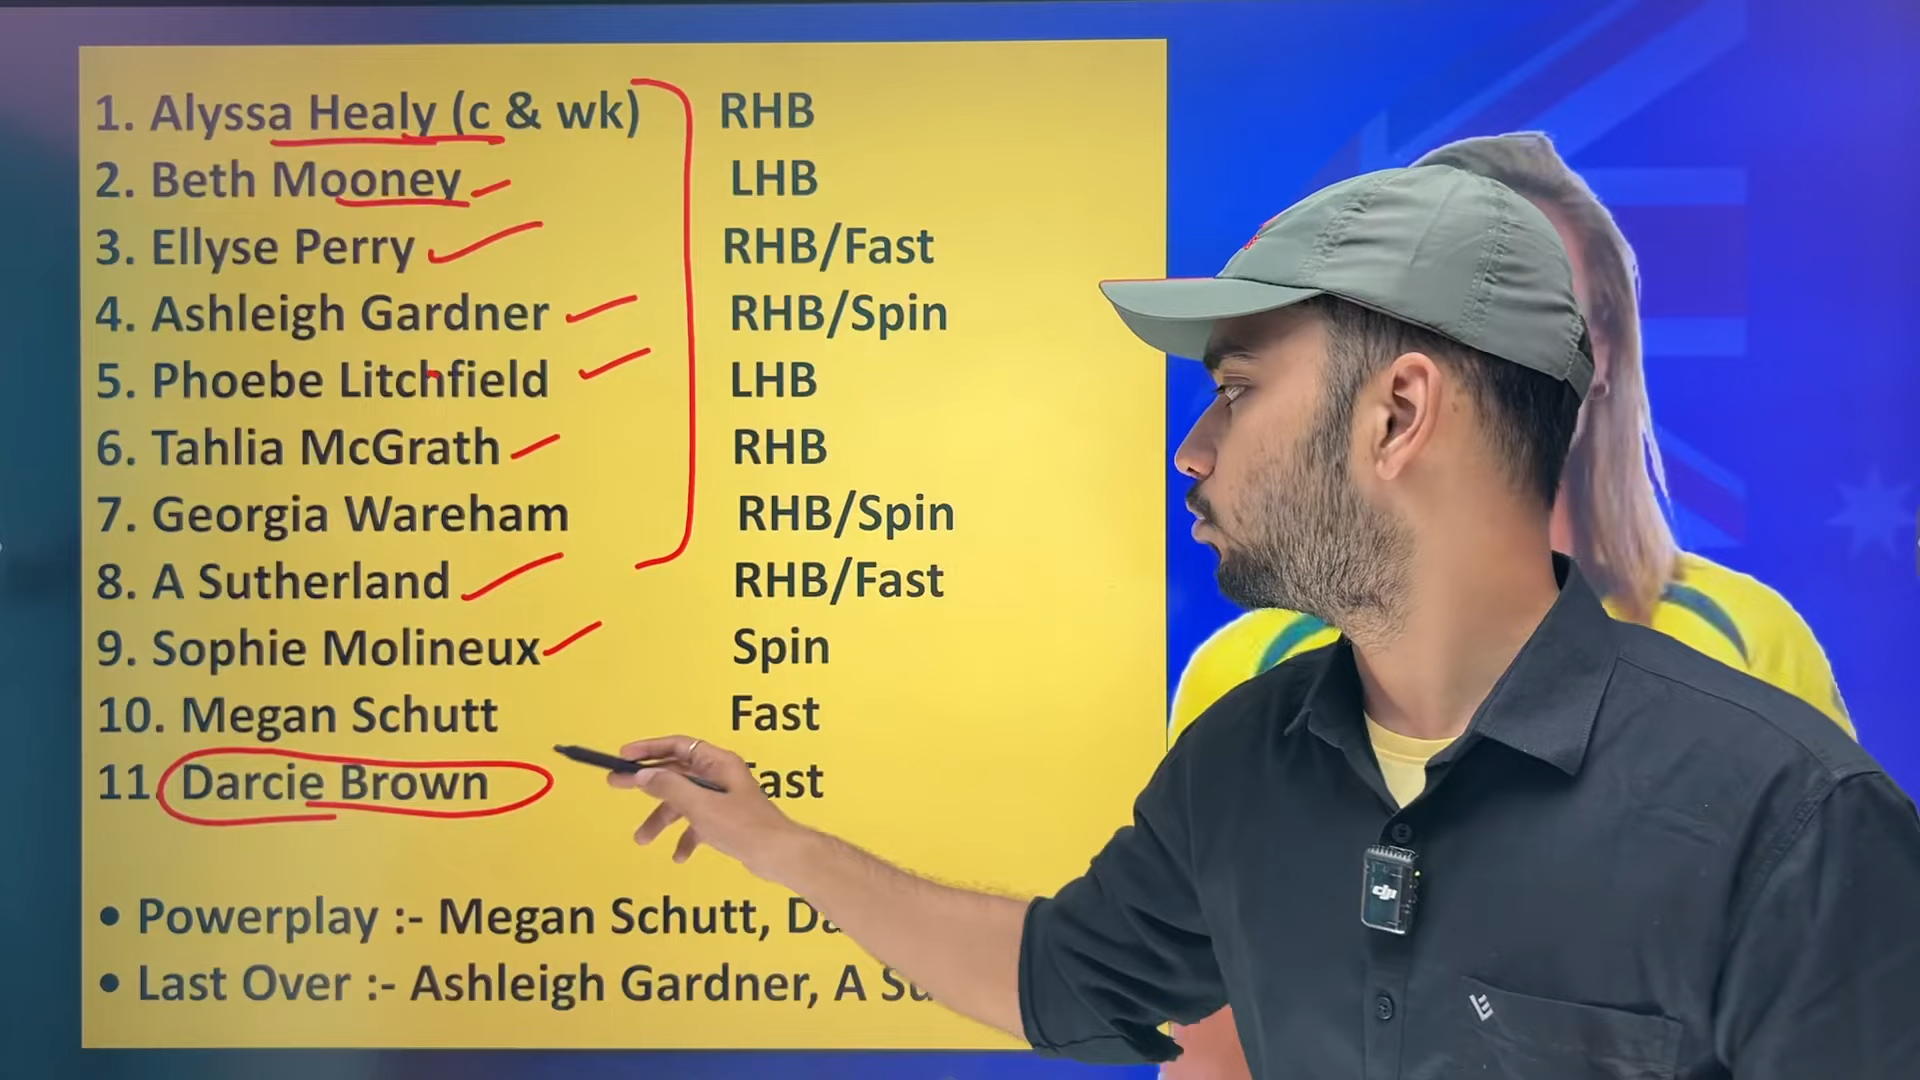 1. Alyssa Healy (c & wk) RHB
2. Beth Mooney LHB
3. Ellyse Perry RHB/Fast
4. Ashleigh Gardner RHB/Spin
5. Phoebe Litchfield LHB
6. Tahlia McGrath RHB
7. Georgia Wareham RHB/Spin
8. A Sutherland RHB/Fast
9. Sophie Molineux Spin
10. Megan Schutt Fast
11. Darcie Brown
• Powerplay :- Megan Schutt,
• Last Over :- Ashleigh Gardner, A
dji